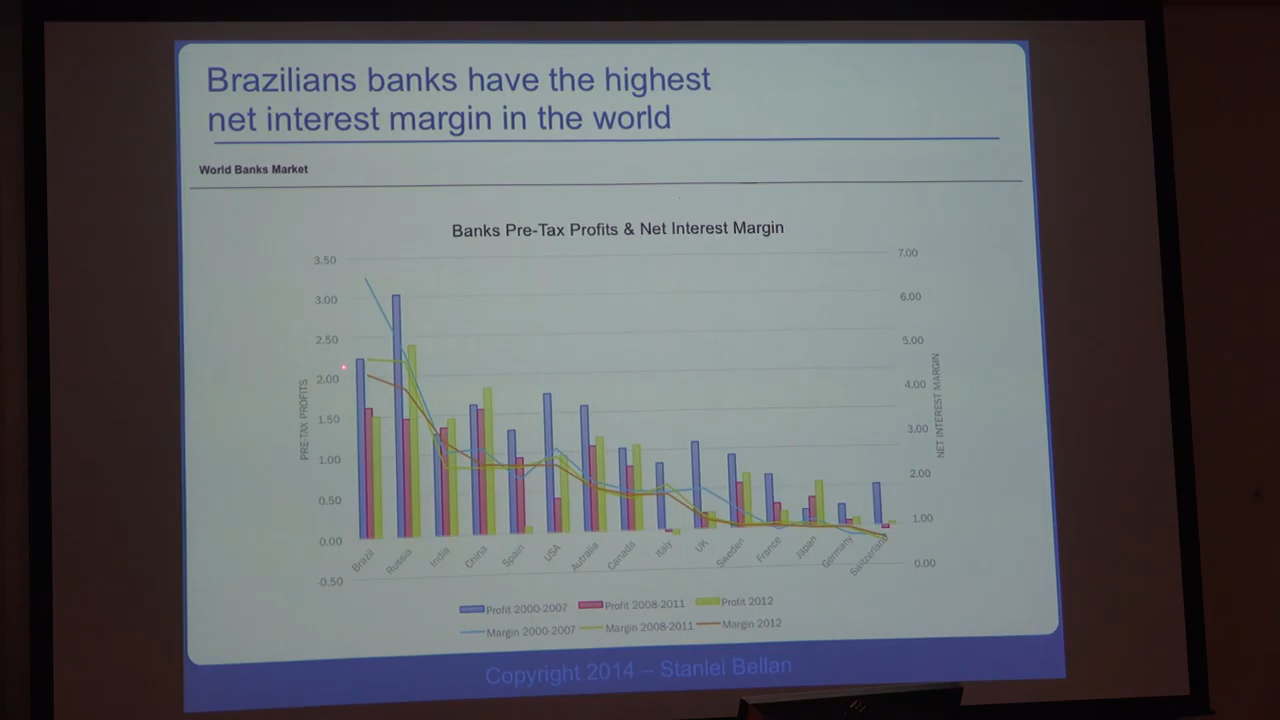 Brazilians banks have the highest
net interest margin in the world
World Banks Market
Banks Pre-Tax Profits & Net Interest Margin
3.50
3.00
2.50
2.00
1.50
1.00
0.50
0.00
-0.50
PRE-TAX PROFITS
7.00
6.00
5.00
4.00
3.00
2.00
1.00
0.00
NET INTEREST MARGIN
Brazil
Russia
India
China
Spain
USA
Autralia
Canada
Italy
UK
Sweden
France
Japan
Germany
Switzerland
Profit 2000-2007 Profit 2008-2011 Profit 2012
Margin 2000-2007 Margin 2008-2011 Margin 2012
Copyright 2014 – Stanlei Bellan